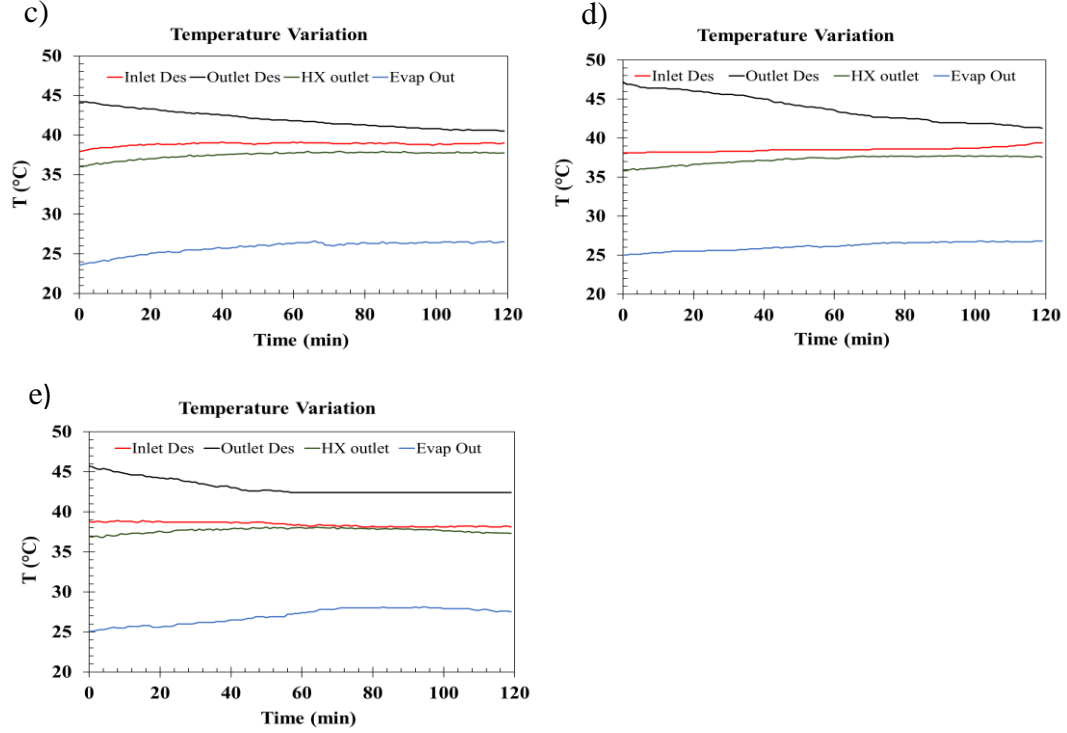 c)
Temperature Variation
50
45
40
35
30
25
20
Inlet Des Outlet Des HX outlet Evap Out
T (°C)
0 20 40 60 80 100 120
Time (min)
d)
Temperature Variation
50
45
40
35
30
25
20
Inlet Des Outlet Des HX outlet Evap Out
T (°C)
0 20 40 60 80 100 120
Time (min)
e)
Temperature Variation
50
45
40
35
30
25
20
Inlet Des Outlet Des HX outlet Evap Out
T (°C)
0 20 40 60 80 100 120
Time (min)